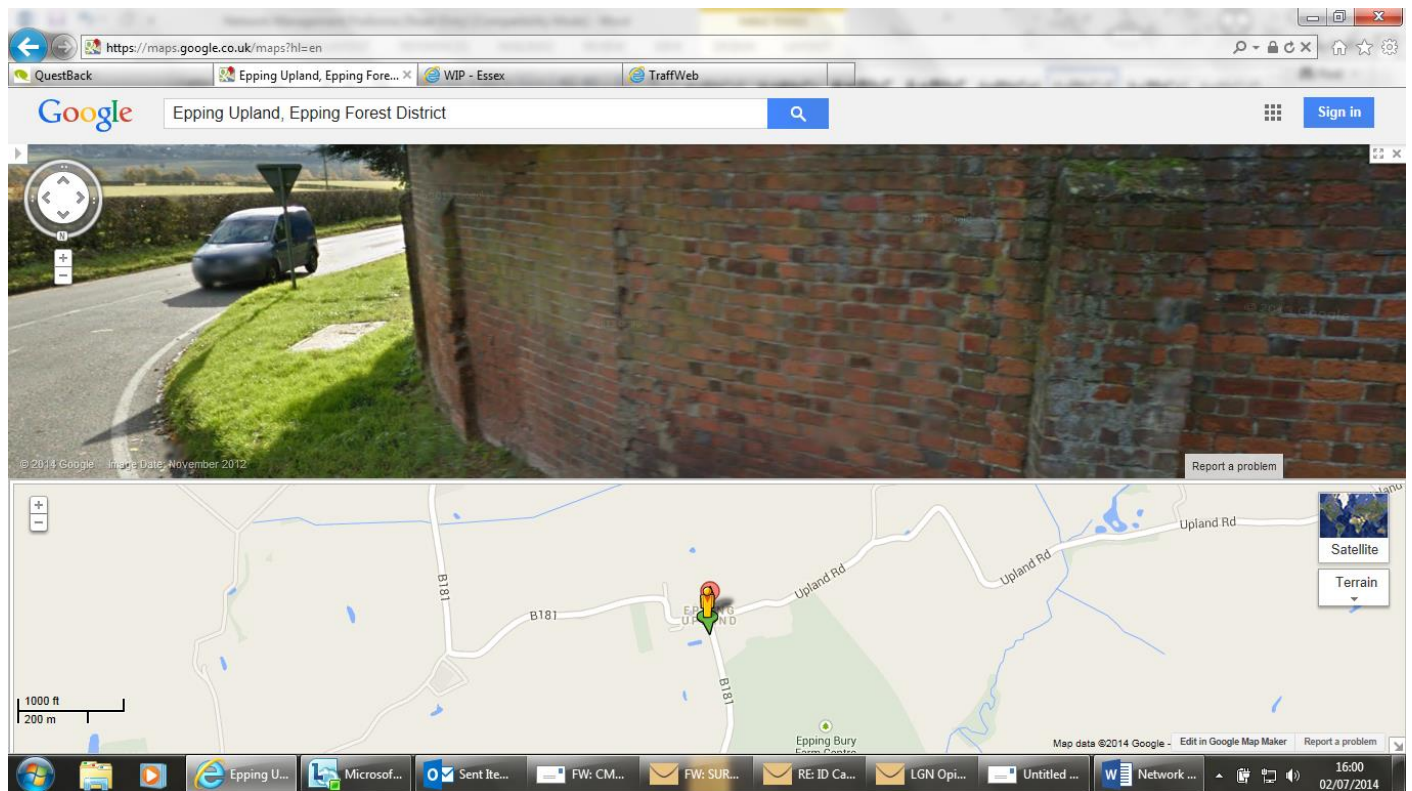 https://maps.google.co.uk/maps?hl=en
QuestBack
Epping Upland, Epping Fore...
WIP - Essex
TraffWeb
Google
Epping Upland, Epping Forest District
Sign in
N
© 2014 Google
Image Date: November 2012
Report a problem
B181
B181
B181
EPPING
UPLAND
Upland Rd
Upland Rd
Upland Rd
Upland
Epping Bury
Farm Centre
Satellite
Terrain
1000 ft
200 m
Map data ©2014 Google -
Edit in Google Map Maker
Report a problem
Epping U...
Microsof...
Sent Ite...
FW: CM...
FW: SUR...
RE: ID Ca...
LGN Opi...
Untitled ...
Network ...
16:00
02/07/2014